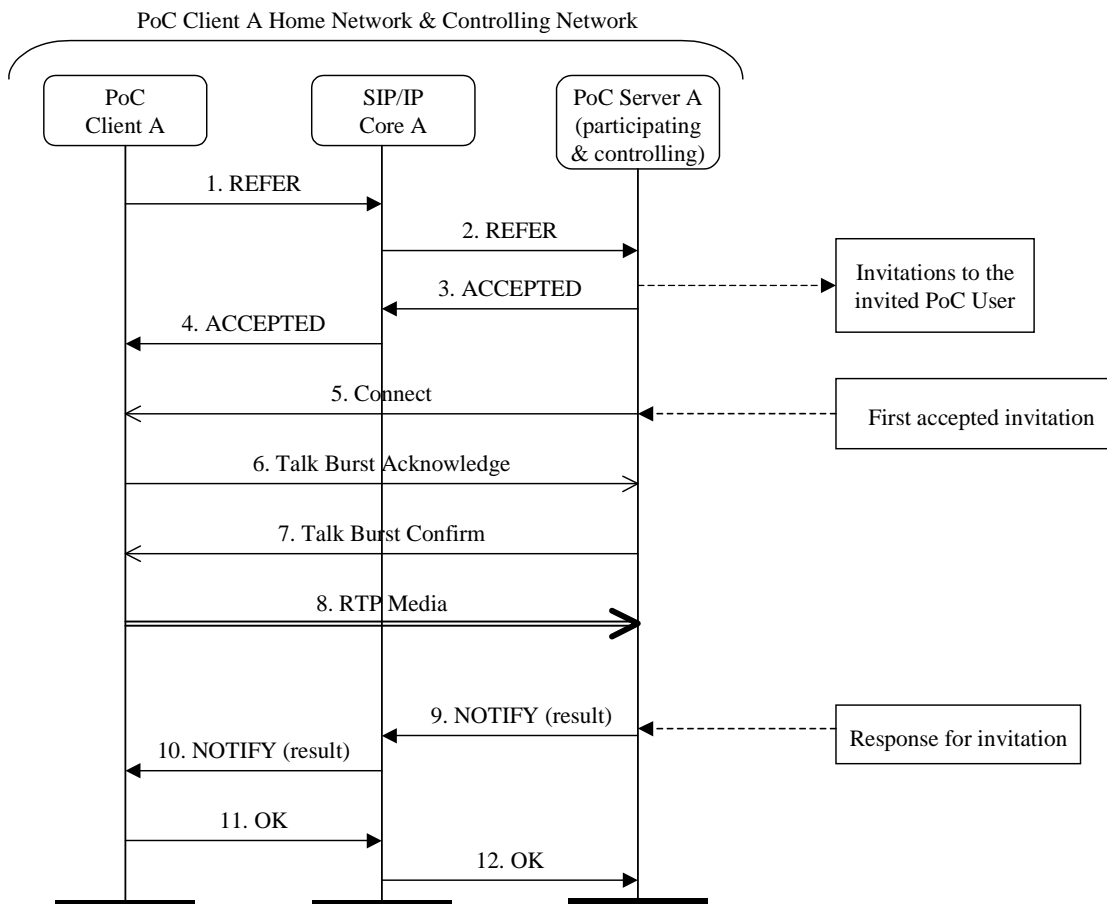 PoC Client A Home Network & Controlling Network
PoC
Client A
SIP/IP
Core A
PoC Server A
(participating
& controlling)
1. REFER
2. REFER
Invitations to the
invited PoC User
3. ACCEPTED
4. ACCEPTED
5. Connect
First accepted invitation
6. Talk Burst Acknowledge
7. Talk Burst Confirm
8. RTP Media
9. NOTIFY (result)
Response for invitation
10. NOTIFY (result)
11. OK
12. OK